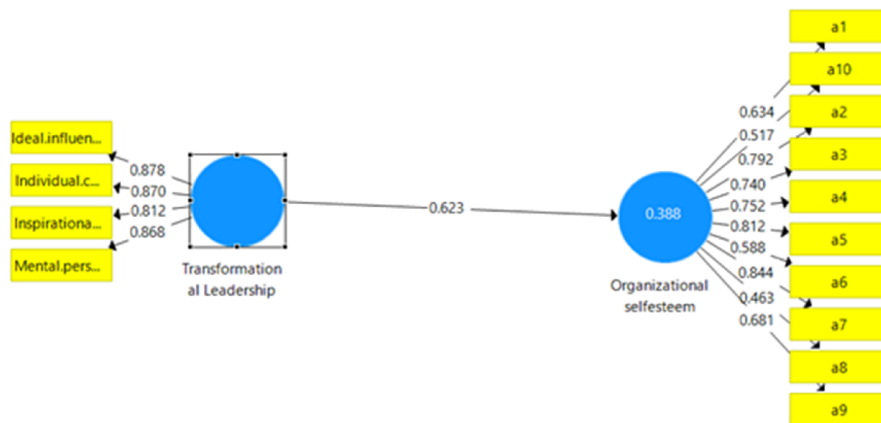 Ideal.influen...
Individual.c...
Inspirationa...
Mental.pers...
0.878
0.870
0.812
0.868
Transformation
al Leadership
0.623
0.388
Organizational
selfesteem
0.634
0.517
0.792
0.740
0.752
0.812
0.588
0.844
0.463
0.681
a1
a10
a2
a3
a4
a5
a6
a7
a8
a9